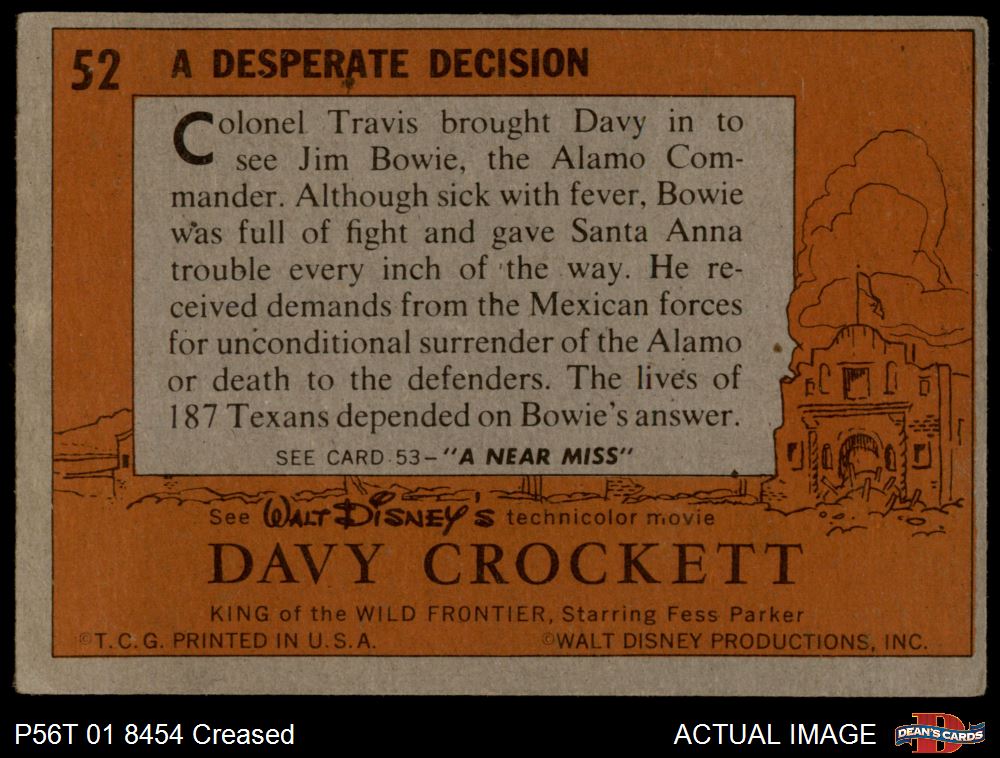 52 A DESPERATE DECISION
Colonel Travis brought Davy in to
see Jim Bowie, the Alamo Com-
mander. Although sick with fever, Bowie
was full of fight and gave Santa Anna
trouble every inch of the way. He re-
ceived demands from the Mexican forces
for unconditional surrender of the Alamo
or death to the defenders. The lives of
187 Texans depended on Bowie's answer.
SEE CARD 53-"A NEAR MISS"
See WALT DISNEY'S technicolor movie
DAVY CROCKETT
KING of the WILD FRONTIER, Starring Fess Parker
©T.C.G. PRINTED IN U.S.A. ©WALT DISNEY PRODUCTIONS, INC.
P56T 01 8454 Creased ACTUAL IMAGE D DEAN'S CARDS